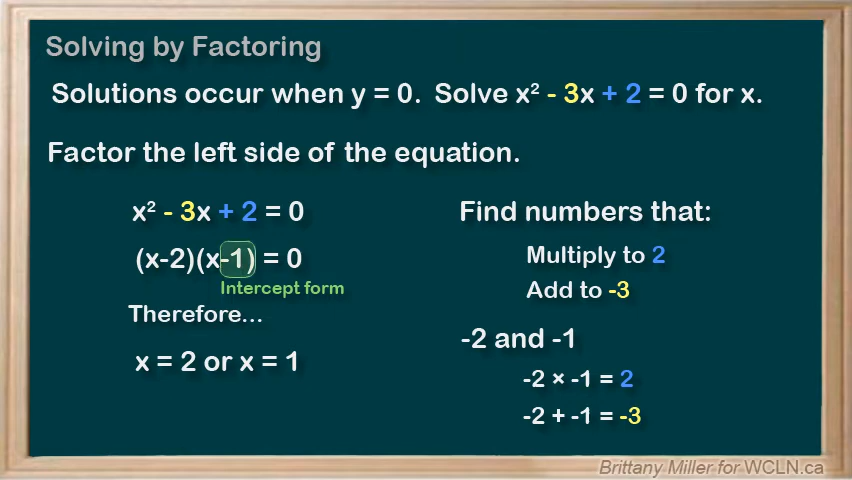 Solving by Factoring
Solutions occur when y = 0. Solve x² - 3x + 2 = 0 for x.
Factor the left side of the equation.
x² - 3x + 2 = 0
(x-2)(x-1) = 0
Intercept form
Therefore...
x = 2 or x = 1
Find numbers that:
Multiply to 2
Add to -3
-2 and -1
-2 × -1 = 2
-2 + -1 = -3
Brittany Miller for WCLN.ca